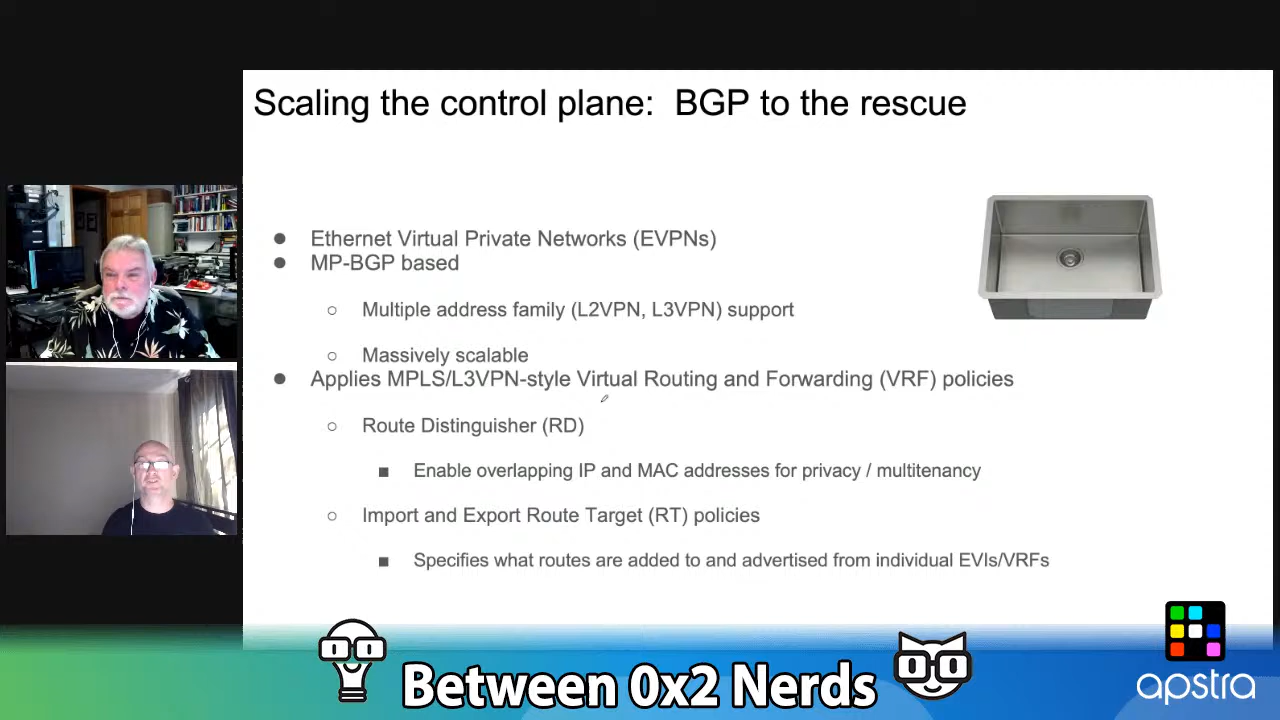 Scaling the control plane: BGP to the rescue
● Ethernet Virtual Private Networks (EVPNs)
● MP-BGP based
○ Multiple address family (L2VPN, L3VPN) support
○ Massively scalable
● Applies MPLS/L3VPN-style Virtual Routing and Forwarding (VRF) policies
○ Route Distinguisher (RD)
■ Enable overlapping IP and MAC addresses for privacy / multitenancy
○ Import and Export Route Target (RT) policies
■ Specifies what routes are added to and advertised from individual EVIs/VRFs
Between 0x2 Nerds
apstra